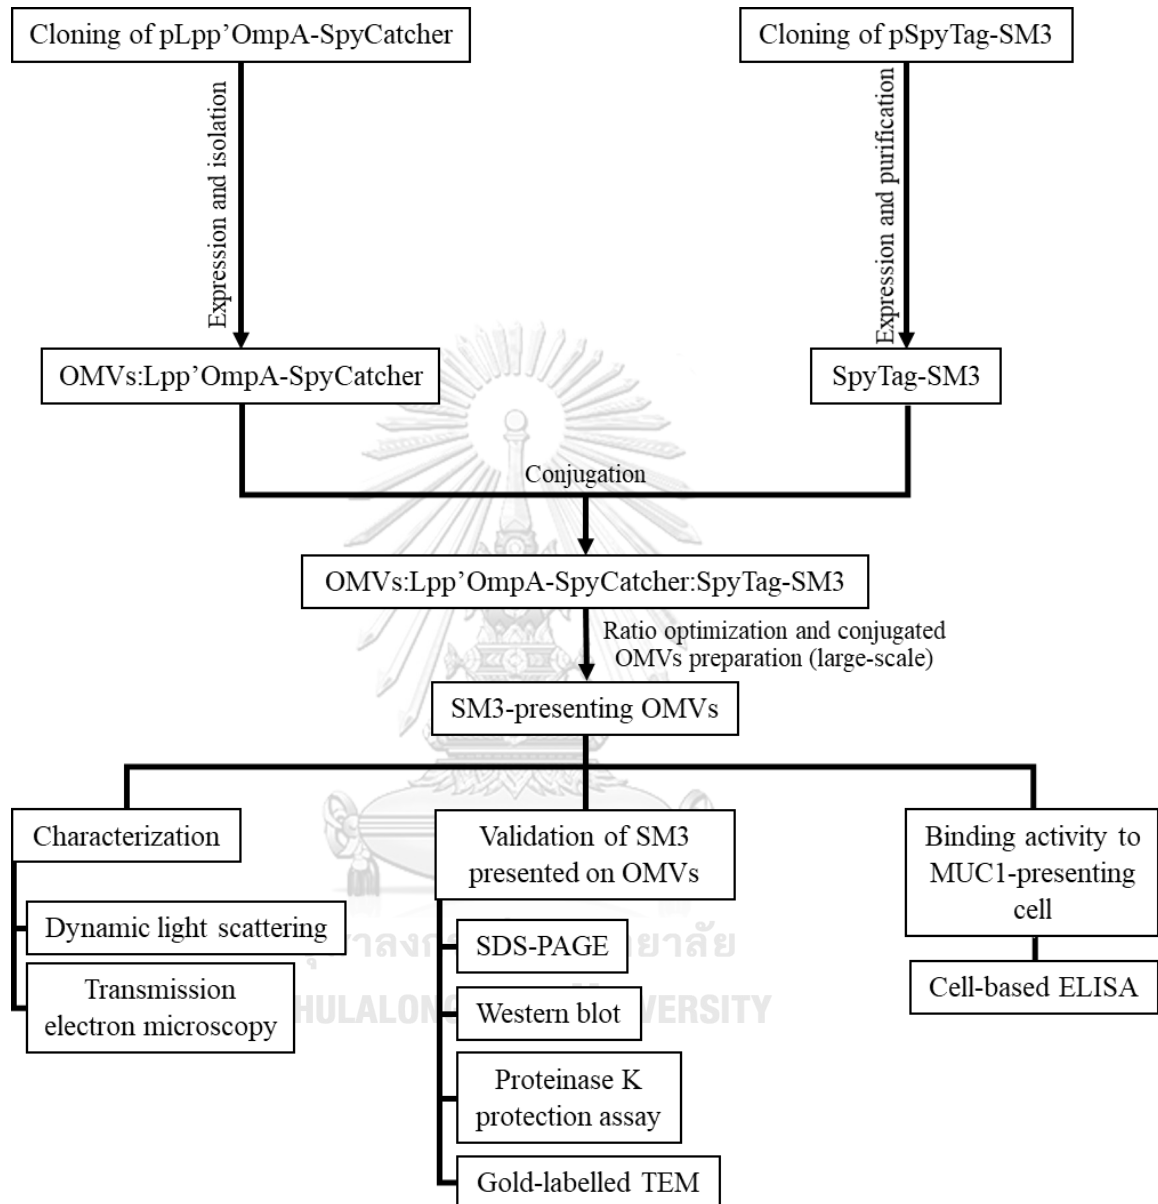 Cloning of pLpp’OmpA-SpyCatcher
Cloning of pSpyTag-SM3
Expression and isolation
Expression and purification
OMVs:Lpp’OmpA-SpyCatcher
SpyTag-SM3
Conjugation
OMVs:Lpp’OmpA-SpyCatcher:SpyTag-SM3
Ratio optimization and conjugated
OMVs preparation (large-scale)
SM3-presenting OMVs
Characterization
Dynamic light scattering
Transmission
electron microscopy
Validation of SM3
presented on OMVs
SDS-PAGE
Western blot
Proteinase K
protection assay
Gold-labelled TEM
Binding activity to
MUC1-presenting
cell
Cell-based ELISA